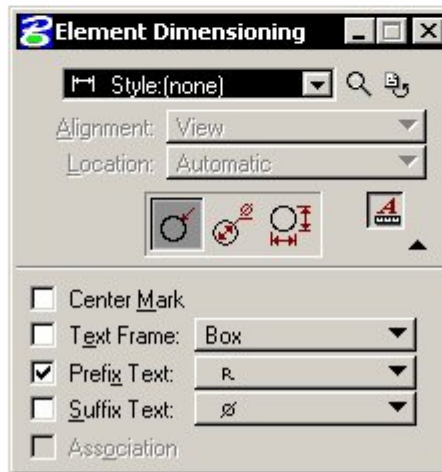 Element Dimensioning
Style:(none)
Alignment: View
Location: Automatic
A
Center Mark
Text Frame: Box
Prefix Text: R
Suffix Text: Ø
Association